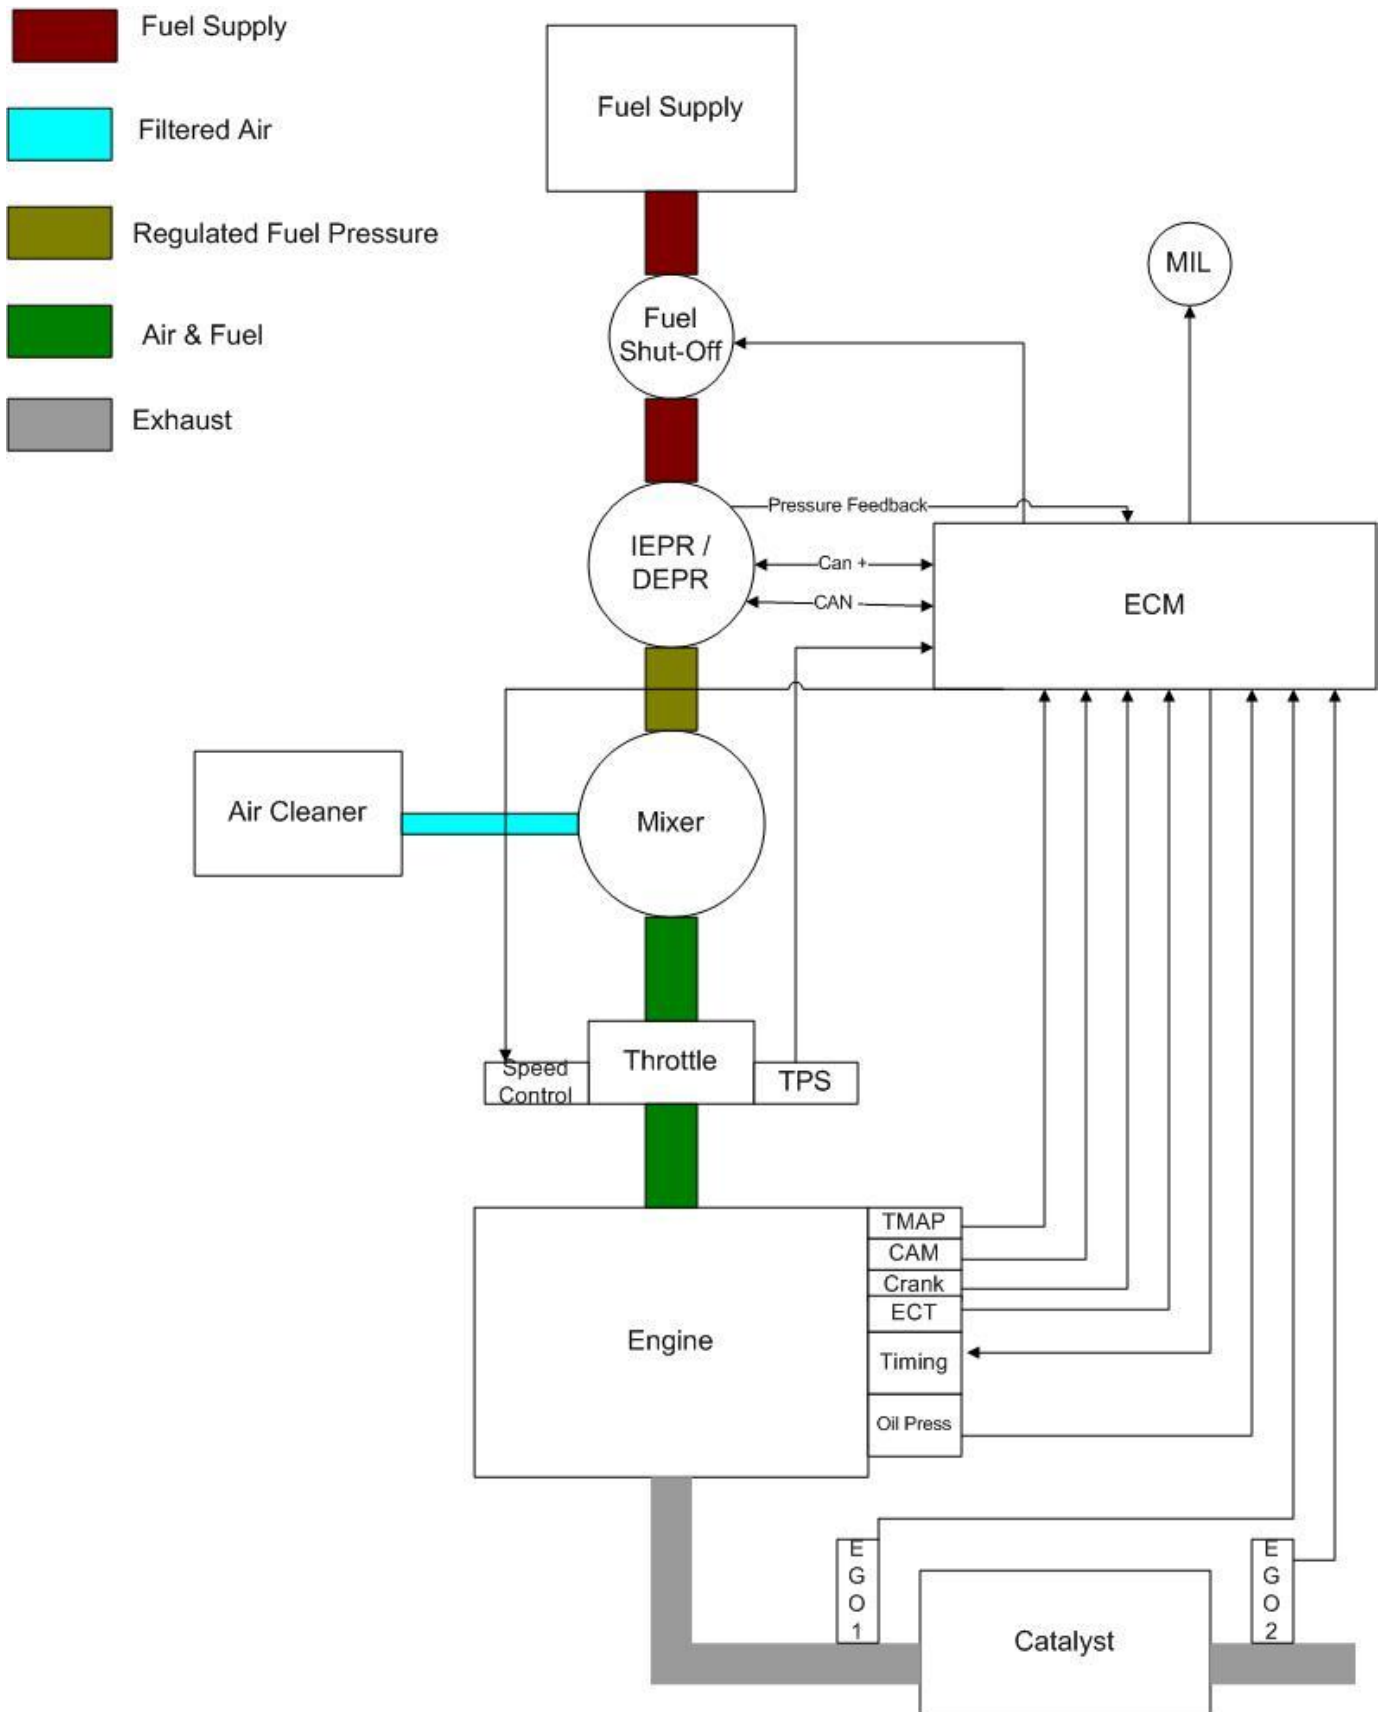 Fuel Supply
Filtered Air
Regulated Fuel Pressure
Air & Fuel
Exhaust
Fuel Supply
MIL
Fuel
Shut-Off
Pressure Feedback
IEPR /
DEPR
Can +
CAN -
ECM
Air Cleaner
Mixer
Throttle
Speed
Control
TPS
TMAP
CAM
Crank
ECT
Engine
Timing
Oil Press
E
G
O
1
E
G
O
2
Catalyst